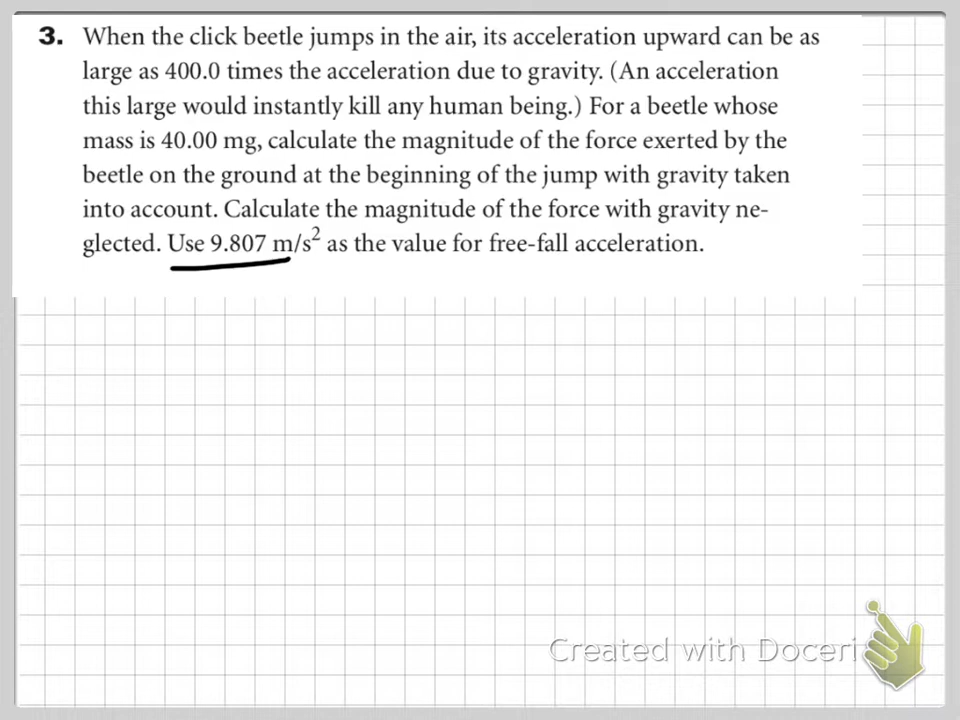 3. When the click beetle jumps in the air, its acceleration upward can be as
large as 400.0 times the acceleration due to gravity. (An acceleration
this large would instantly kill any human being.) For a beetle whose
mass is 40.00 mg, calculate the magnitude of the force exerted by the
beetle on the ground at the beginning of the jump with gravity taken
into account. Calculate the magnitude of the force with gravity ne-
glected. Use 9.807 m/s² as the value for free-fall acceleration.
Created with Doceri